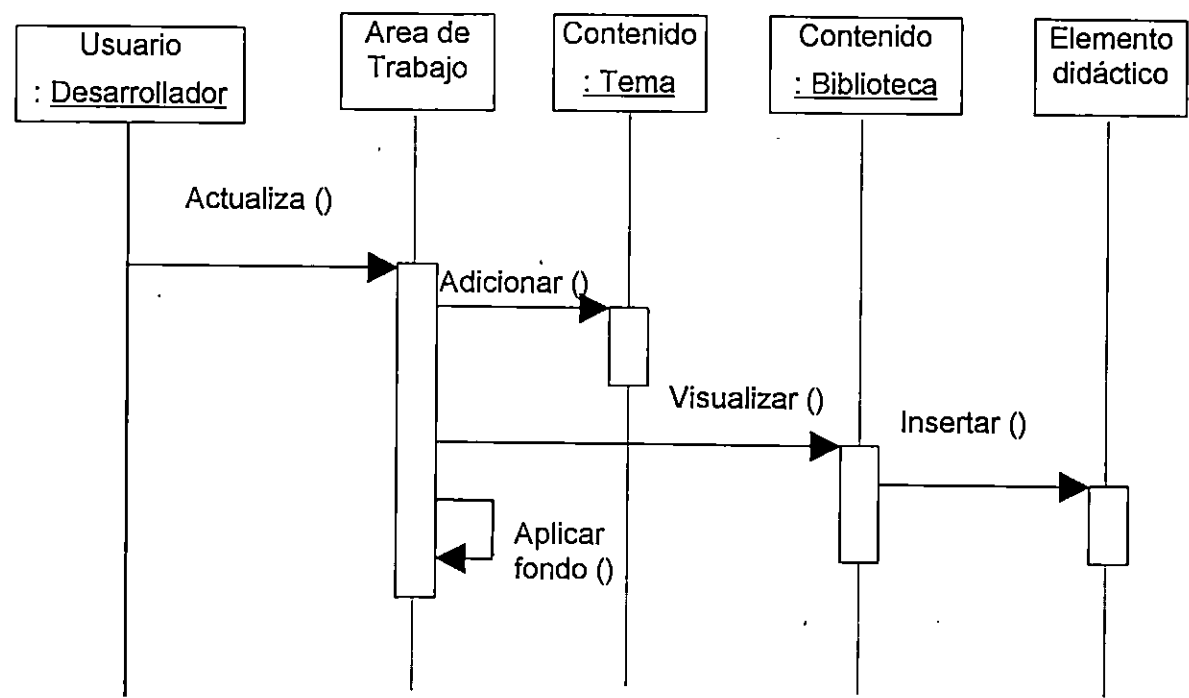 Usuario
: Desarrollador
Area de
Trabajo
Contenido
: Tema
Contenido
: Biblioteca
Elemento
didáctico
Actualiza ()
Adicionar ()
Visualizar ()
Insertar ()
Aplicar
fondo ()